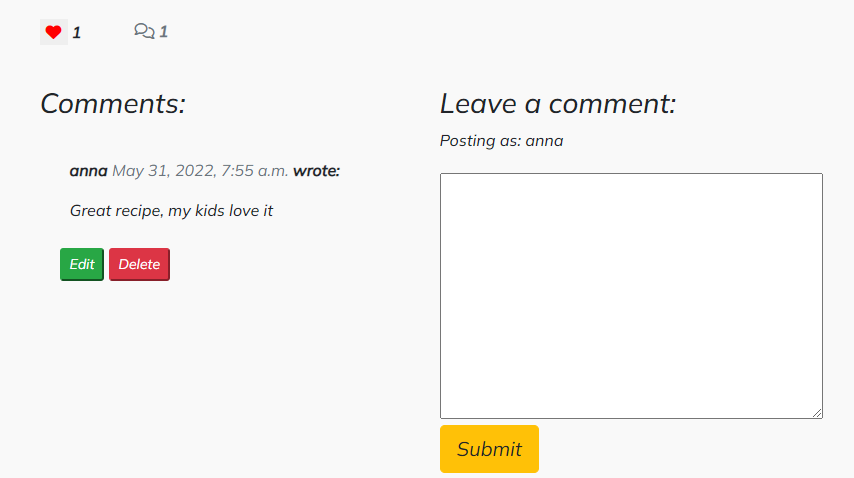 1 1
Comments:
anna May 31, 2022, 7:55 a.m. wrote:
Great recipe, my kids love it
Edit Delete
Leave a comment:
Posting as: anna
Submit